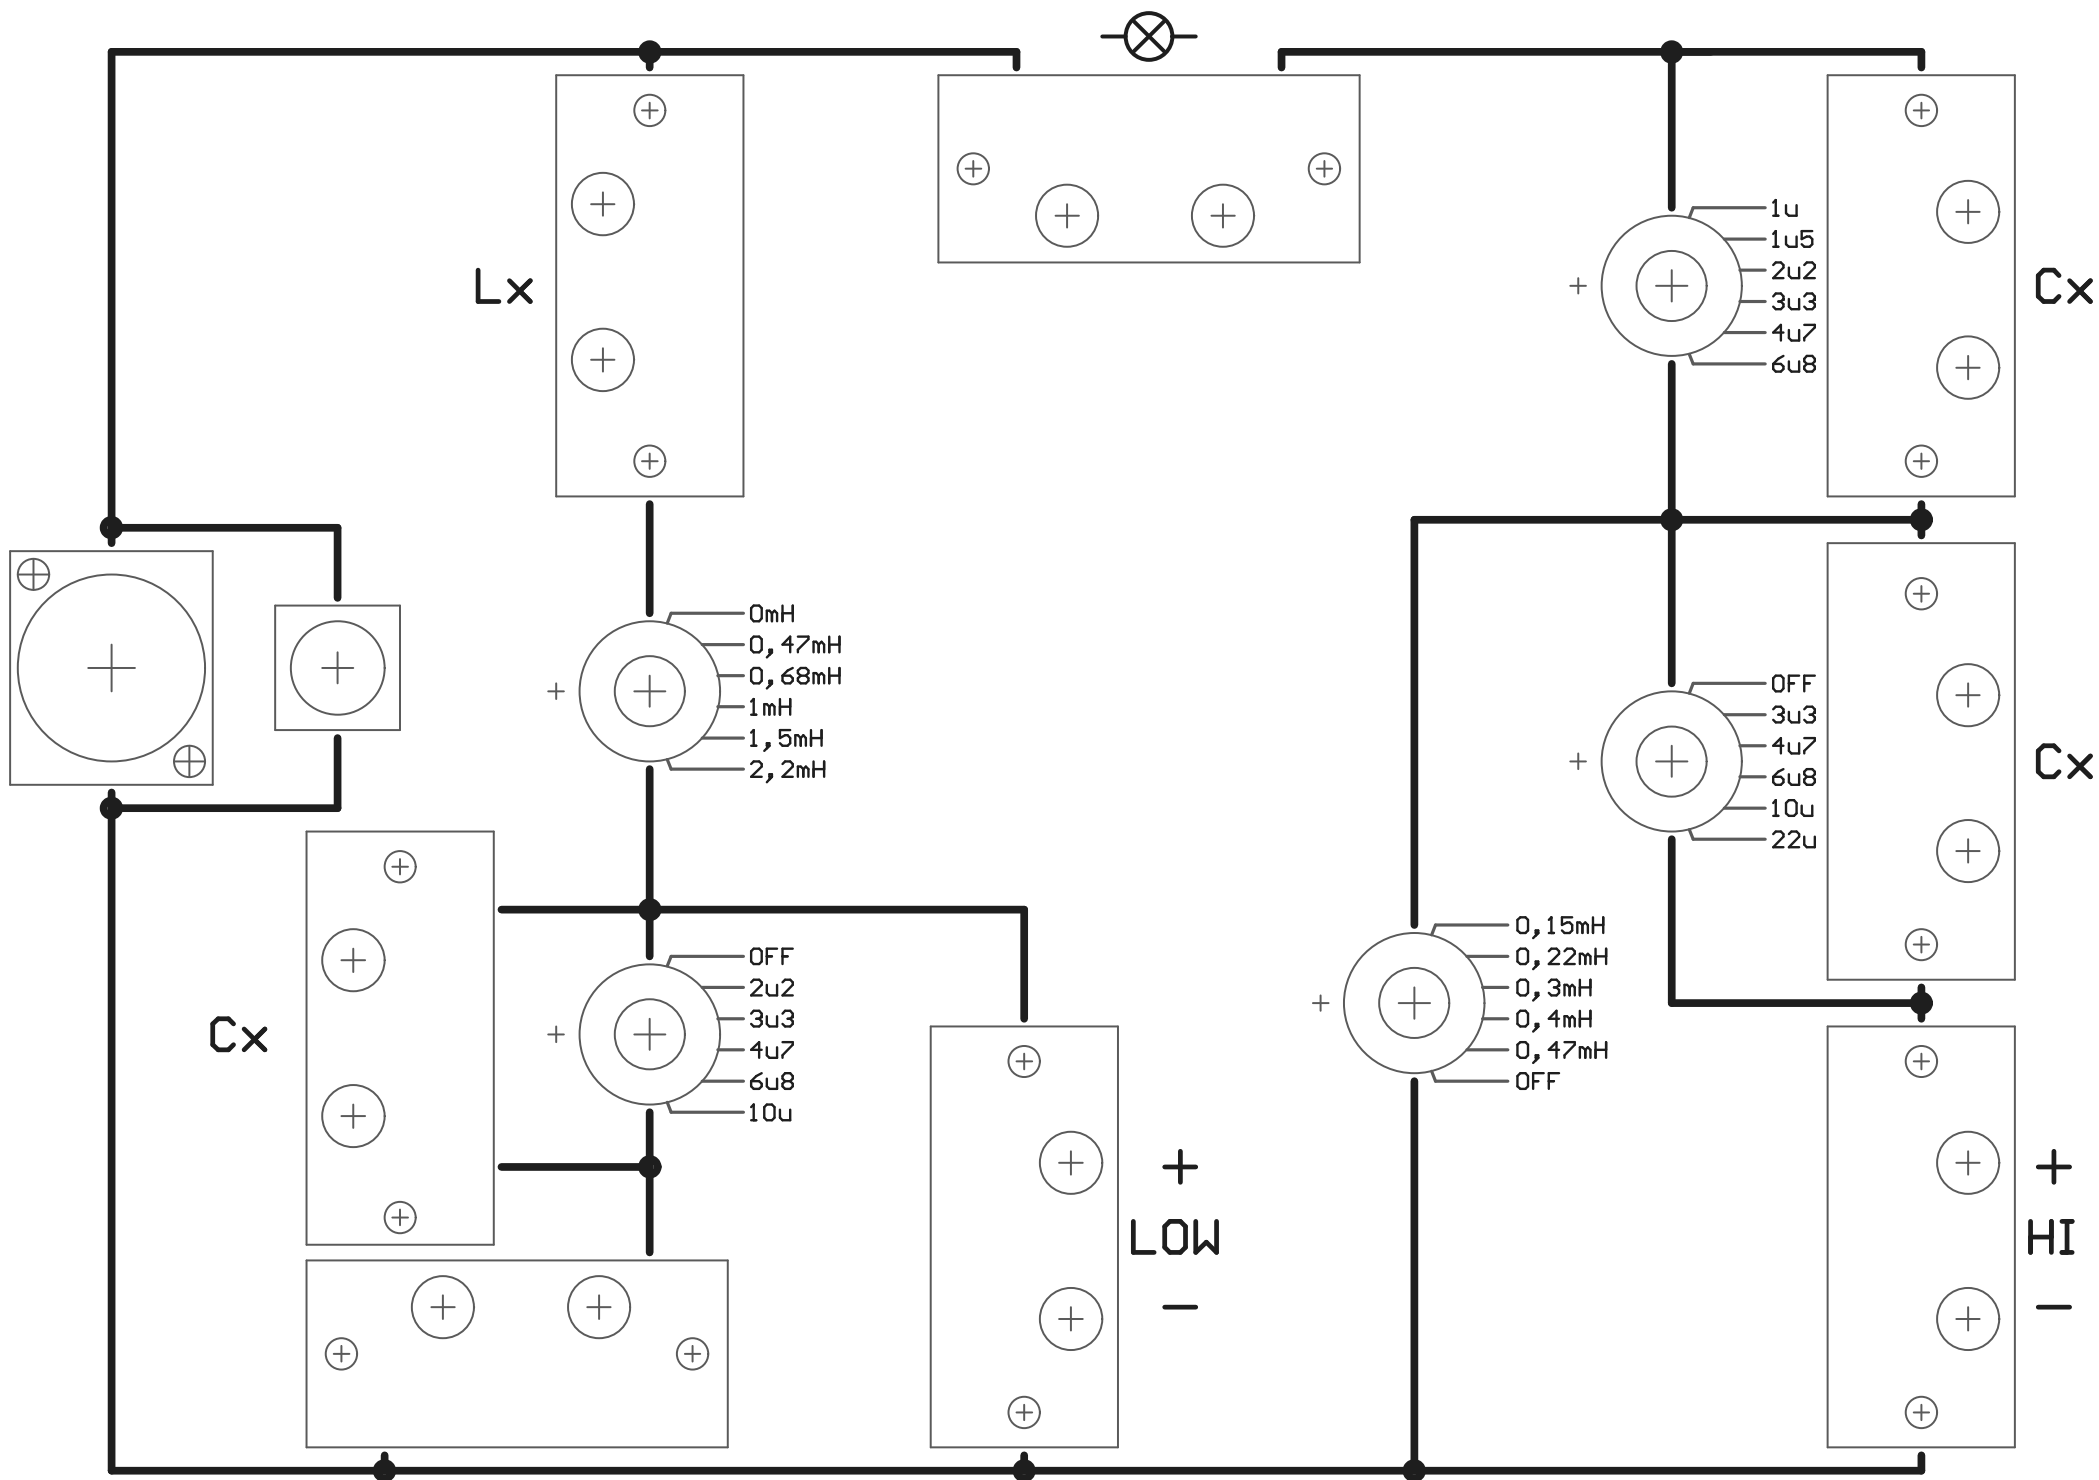 Lx
1u
1u5
2u2
3u3
4u7
6u8
Cx
0mH
0,47mH
0,68mH
1mH
1,5mH
2,2mH
OFF
3u3
4u7
6u8
10u
22u
Cx
Cx
OFF
2u2
3u3
4u7
6u8
10u
0,15mH
0,22mH
0,3mH
0,4mH
0,47mH
OFF
+
LOW
-
+
HI
-